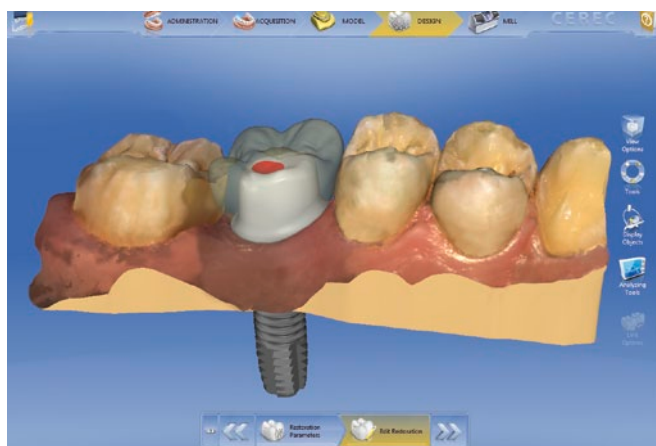 ADMINISTRATION
ACQUISITION
MODEL
DESIGN
MILL
CEREC
View
Options
Tools
Display
Objects
Analyzing
Tools
Restoration
Parameters
Edit Restoration